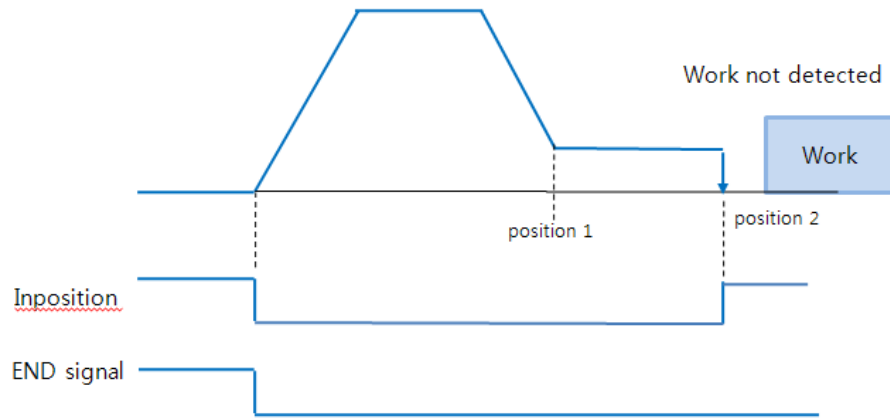 Work not detected
Work
position 1
position 2
Inposition
END signal